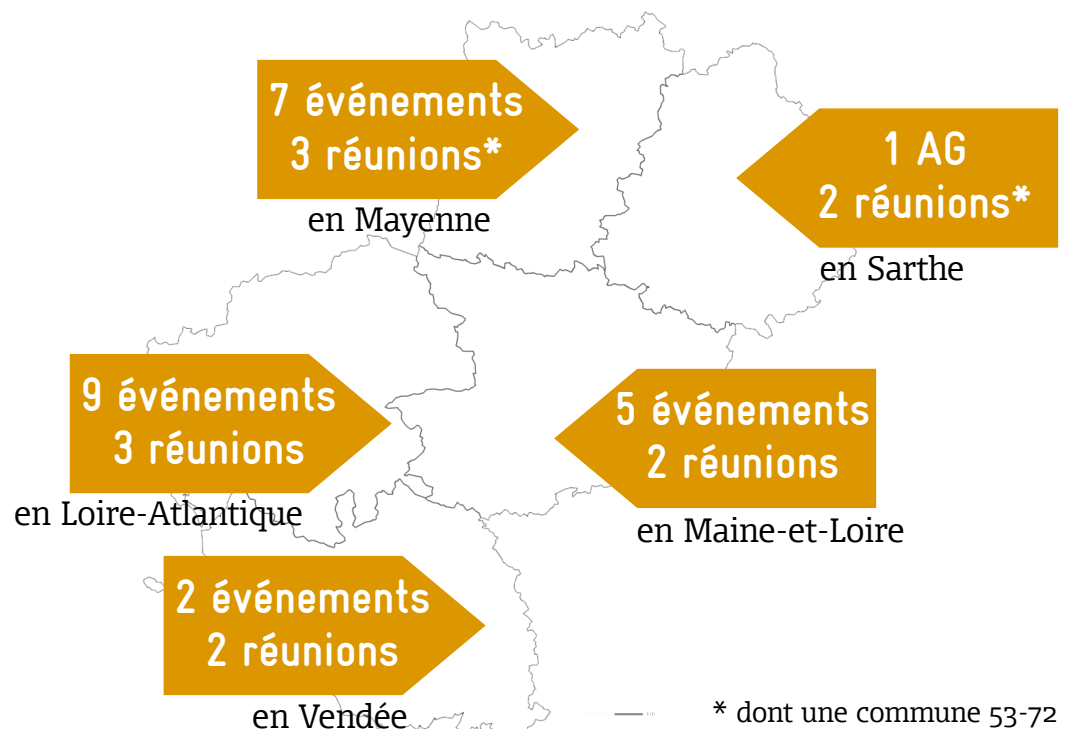 7 événements
3 réunions*
en Mayenne
1 AG
2 réunions*
en Sarthe
9 événements
3 réunions
en Loire-Atlantique
5 événements
2 réunions
en Maine-et-Loire
2 événements
2 réunions
en Vendée
* dont une commune 53-72